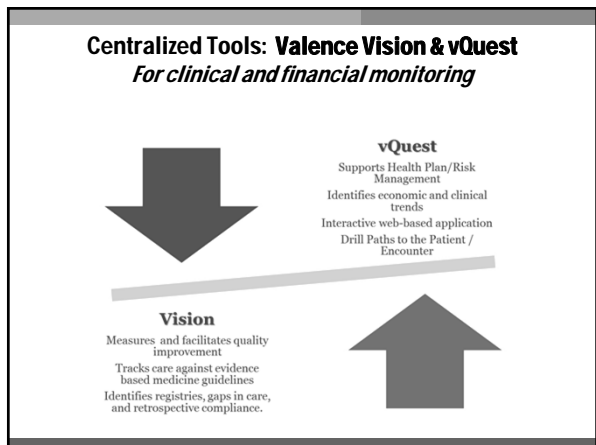 Centralized Tools: Valence Vision & vQuest
For clinical and financial monitoring
vQuest
Supports Health Plan/Risk
Management
Identifies economic and clinical
trends
Interactive web-based application
Drill Paths to the Patient /
Encounter
Vision
Measures and facilitates quality
improvement
Tracks care against evidence
based medicine guidelines
Identifies registries, gaps in care,
and retrospective compliance.